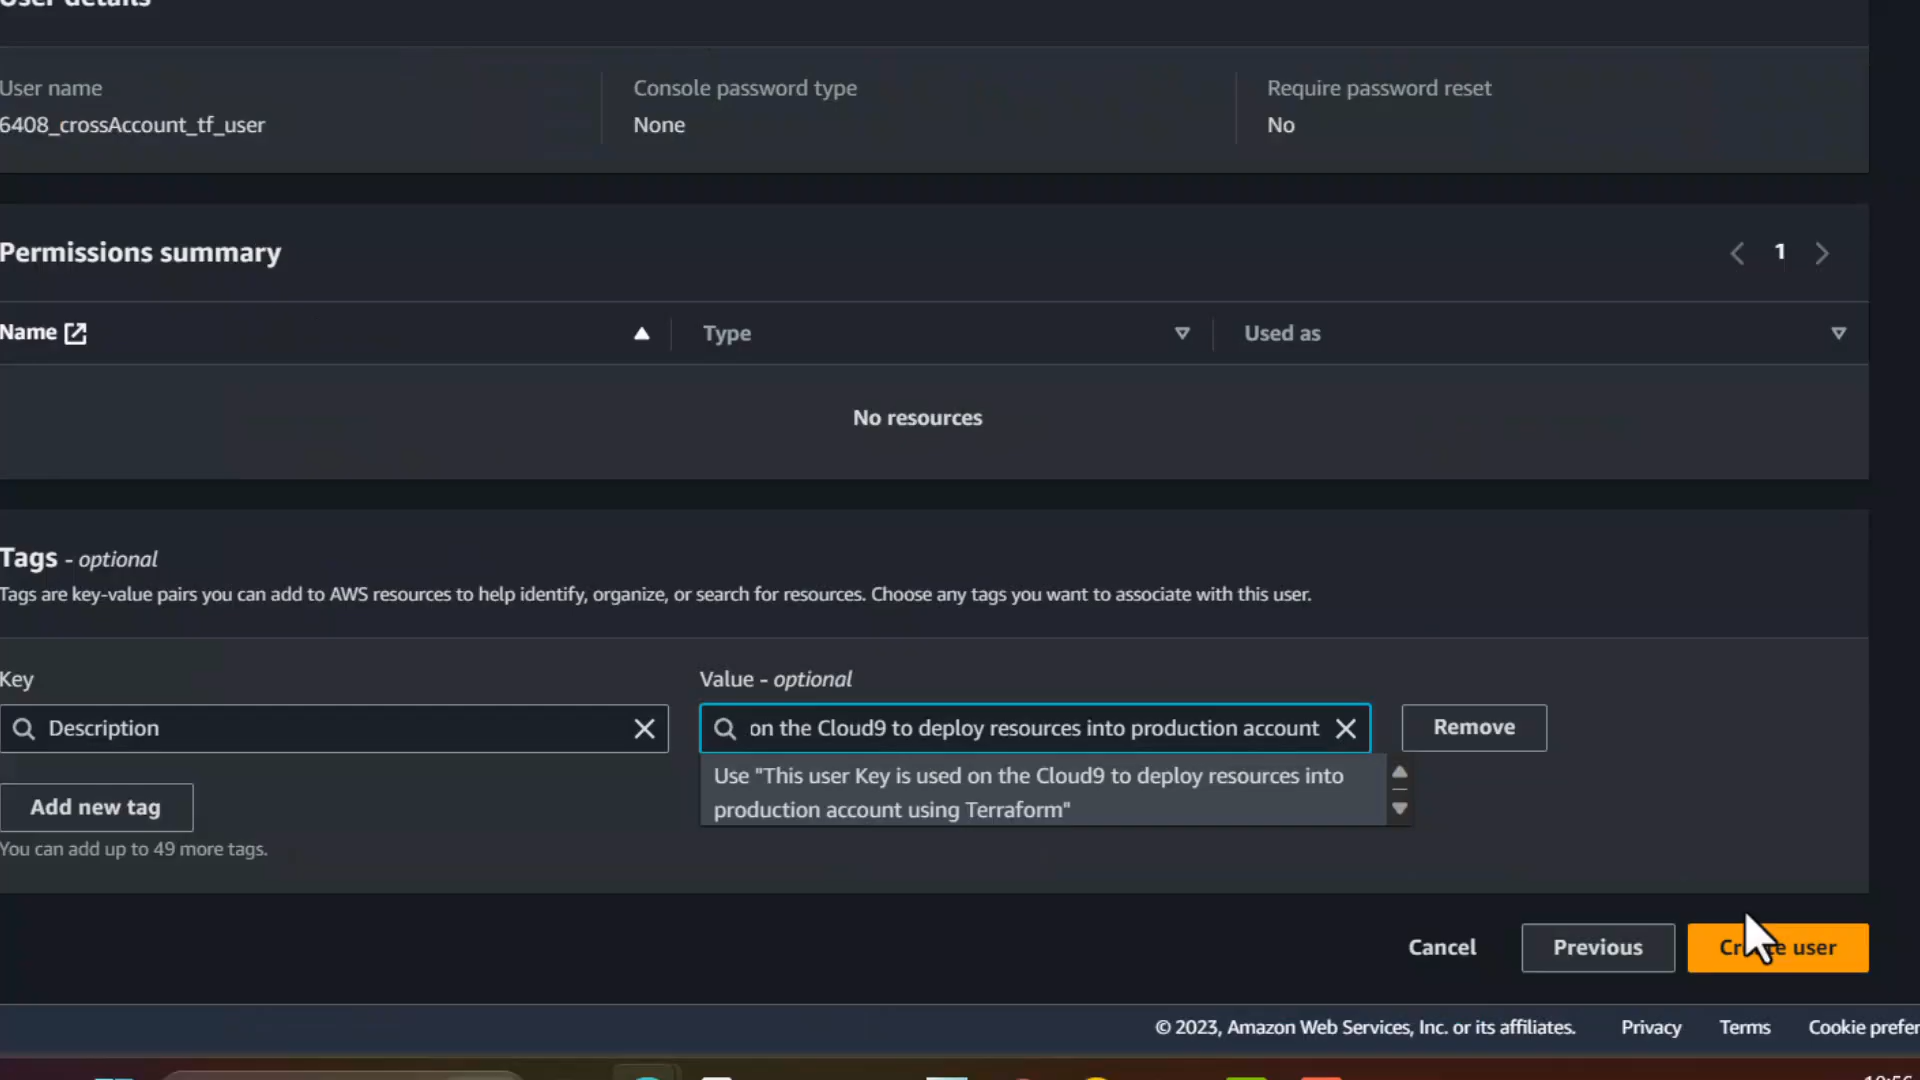 User details
User name
Console password type
Require password reset
6408_crossAccount_tf_user
None
No
Permissions summary
1
Name
Type
Used as
No resources
Tags - optional
Tags are key-value pairs you can add to AWS resources to help identify, organize, or search for resources. Choose any tags you want to associate with this user.
Key
Value - optional
Description
on the Cloud9 to deploy resources into production account
Remove
Use "This user Key is used on the Cloud9 to deploy resources into
production account using Terraform"
Add new tag
You can add up to 49 more tags.
Cancel
Previous
Create user
© 2023, Amazon Web Services, Inc. or its affiliates.
Privacy
Terms
Cookie prefer